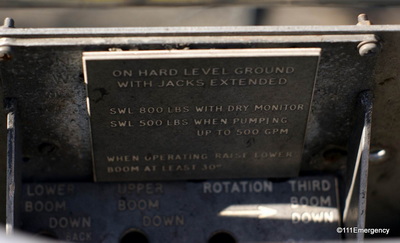 ON HARD LEVEL GROUND
WITH JACKS EXTENDED
SWL 800 LBS WITH DRY MONITOR
SWL 500 LBS WHEN PUMPING
UP TO 500 GPM
WHEN OPERATING RAISE LOWER
BOOM AT LEAST 30°
LOWER UPPER ROTATION THIRD
BOOM BOOM BOOM
DOWN DOWN DOWN
©111Emergency